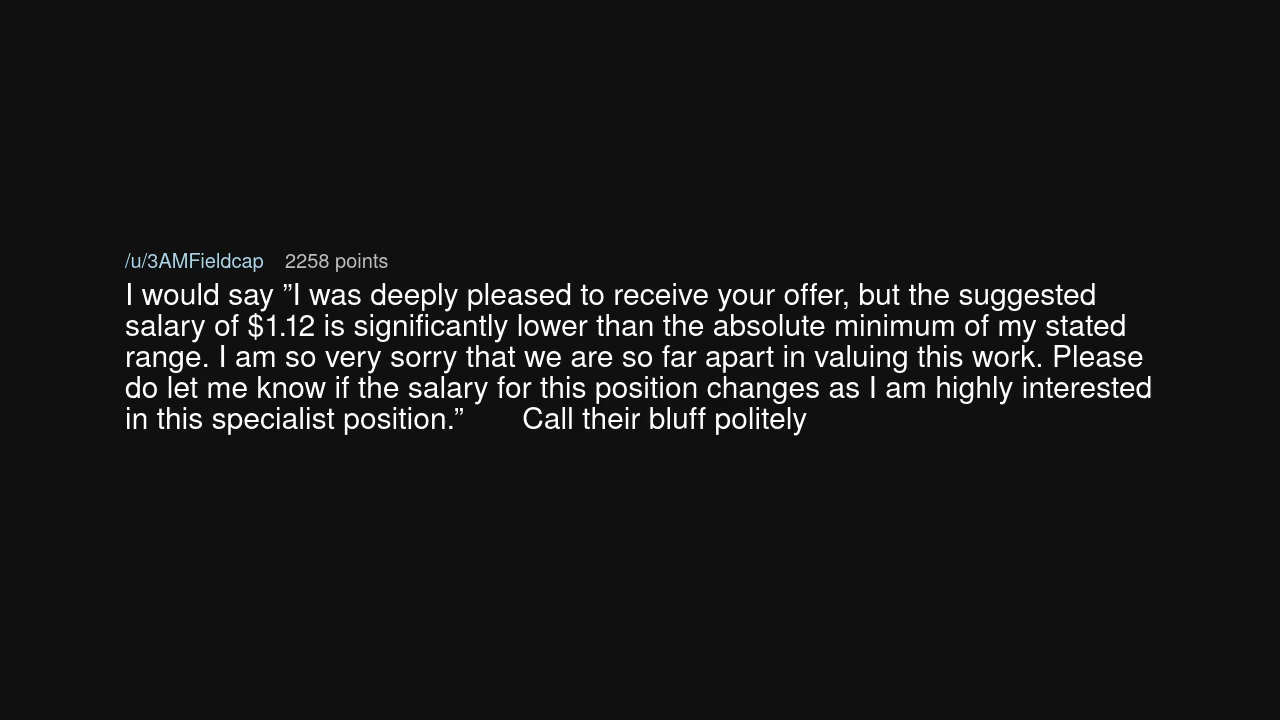 /u/3AMFieldcap 2258 points
I would say ”I was deeply pleased to receive your offer, but the suggested
salary of $1.12 is significantly lower than the absolute minimum of my stated
range. I am so very sorry that we are so far apart in valuing this work. Please
do let me know if the salary for this position changes as I am highly interested
in this specialist position.” Call their bluff politely